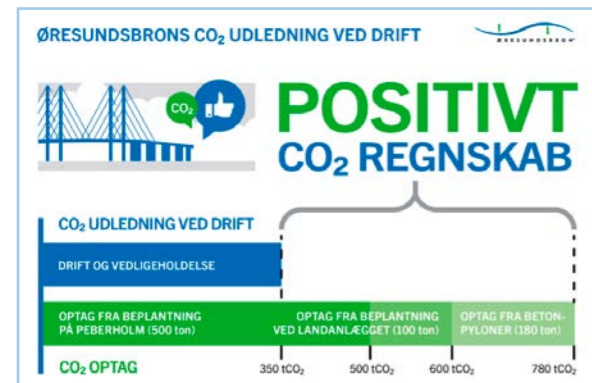 ØRESUNDSBRONS CO₂ UDLEDNING VED DRIFT
ØRESUNDSBRON
CO₂
POSITIVT
CO₂ REGNSKAB
CO₂ UDLEDNING VED DRIFT
DRIFT OG VEDLIGEHOLDELSE
OPTAG FRA BEPLANTNING
PÅ PEBERHOLM (500 ton)
OPTAG FRA BEPLANTNING
VED LANDANLÆGGET (100 ton)
OPTAG FRA BETON-
PYLONER (180 ton)
CO₂ OPTAG
350 tCO₂
500 tCO₂
600 tCO₂
780 tCO₂